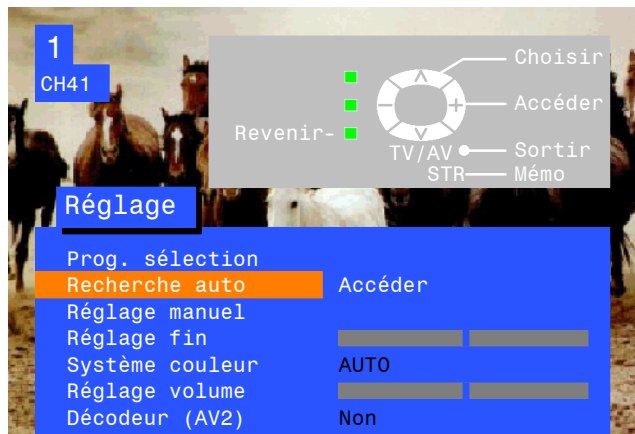 1
CH41
Choisir
Accéder
Revenir-
TV/AV Sortir
STR Mémo
Réglage
Prog. sélection
Recherche auto Accéder
Réglage manuel
Réglage fin
Système couleur AUTO
Réglage volume
Décodeur (AV2) Non